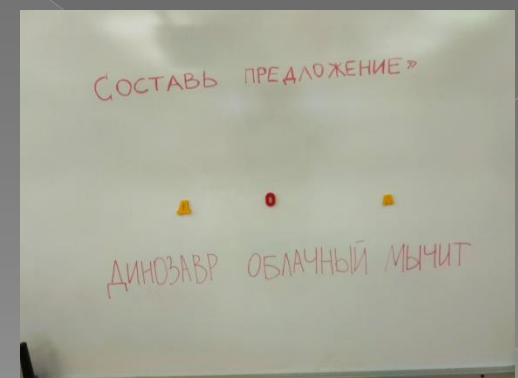 СОСТАВЬ ПРЕДЛОЖЕНИЕ»
Д О Д
ДИНОЗАВР ОБЛАЧНЫЙ МЫЧИТ